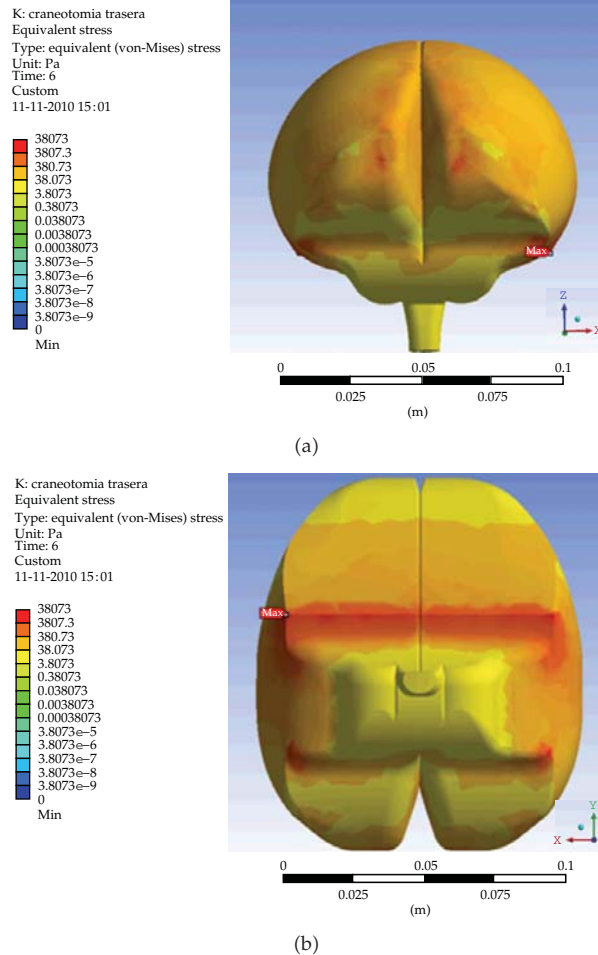 K: craneotomia trasera
Equivalent stress
Type: equivalent (von-Mises) stress
Unit: Pa
Time: 6
Custom
11-11-2010 15:01
38073
3807.3
380.73
38.073
3.8073
0.38073
0.038073
0.0038073
0.00038073
3.8073e−5
3.8073e−6
3.8073e−7
3.8073e−8
3.8073e−9
0
Min
Max
Z
X
0 0.05 0.1
0.025 0.075
(m)
(a)
K: craneotomia trasera
Equivalent stress
Type: equivalent (von-Mises) stress
Unit: Pa
Time: 6
Custom
11-11-2010 15:01
38073
3807.3
380.73
38.073
3.8073
0.38073
0.038073
0.0038073
0.00038073
3.8073e−5
3.8073e−6
3.8073e−7
3.8073e−8
3.8073e−9
0
Min
Max
Y
X
0 0.05 0.1
0.025 0.075
(m)
(b)